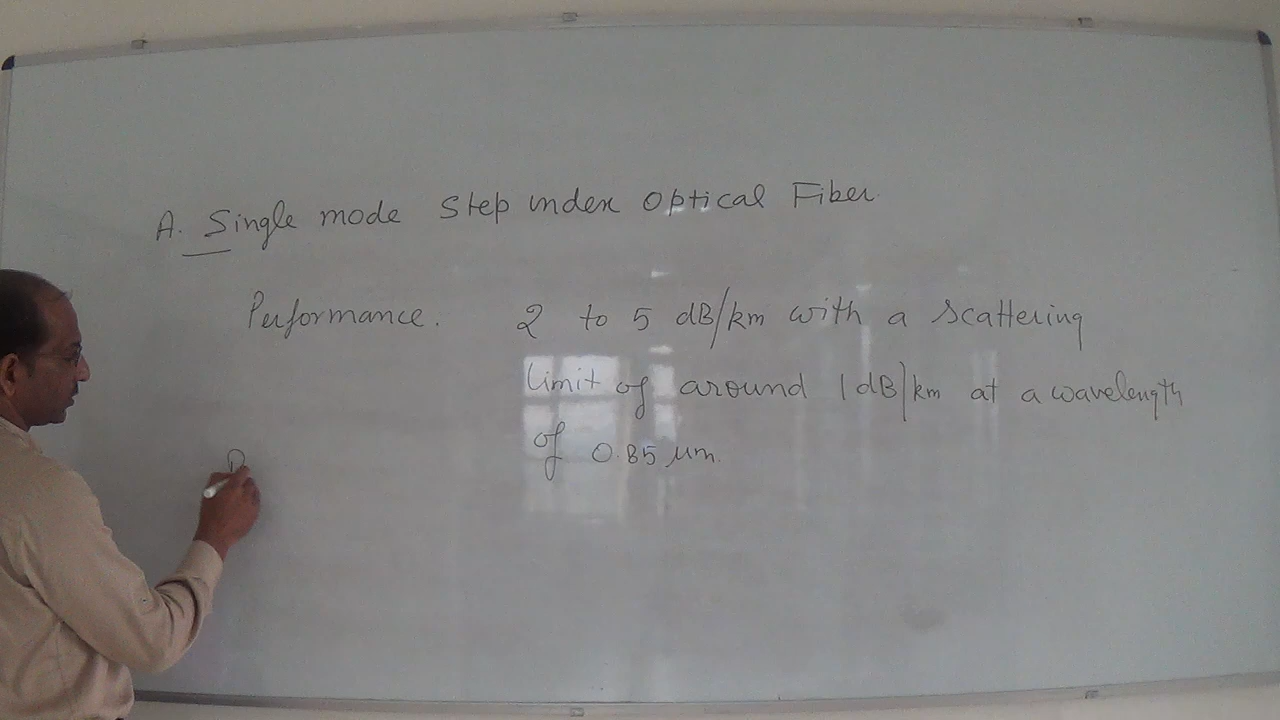 A. Single mode Step index Optical Fiber.
Performance. 2 to 5 dB/km with a scattering
limit of around 1dB/km at a wavelength
of 0.85 μm.